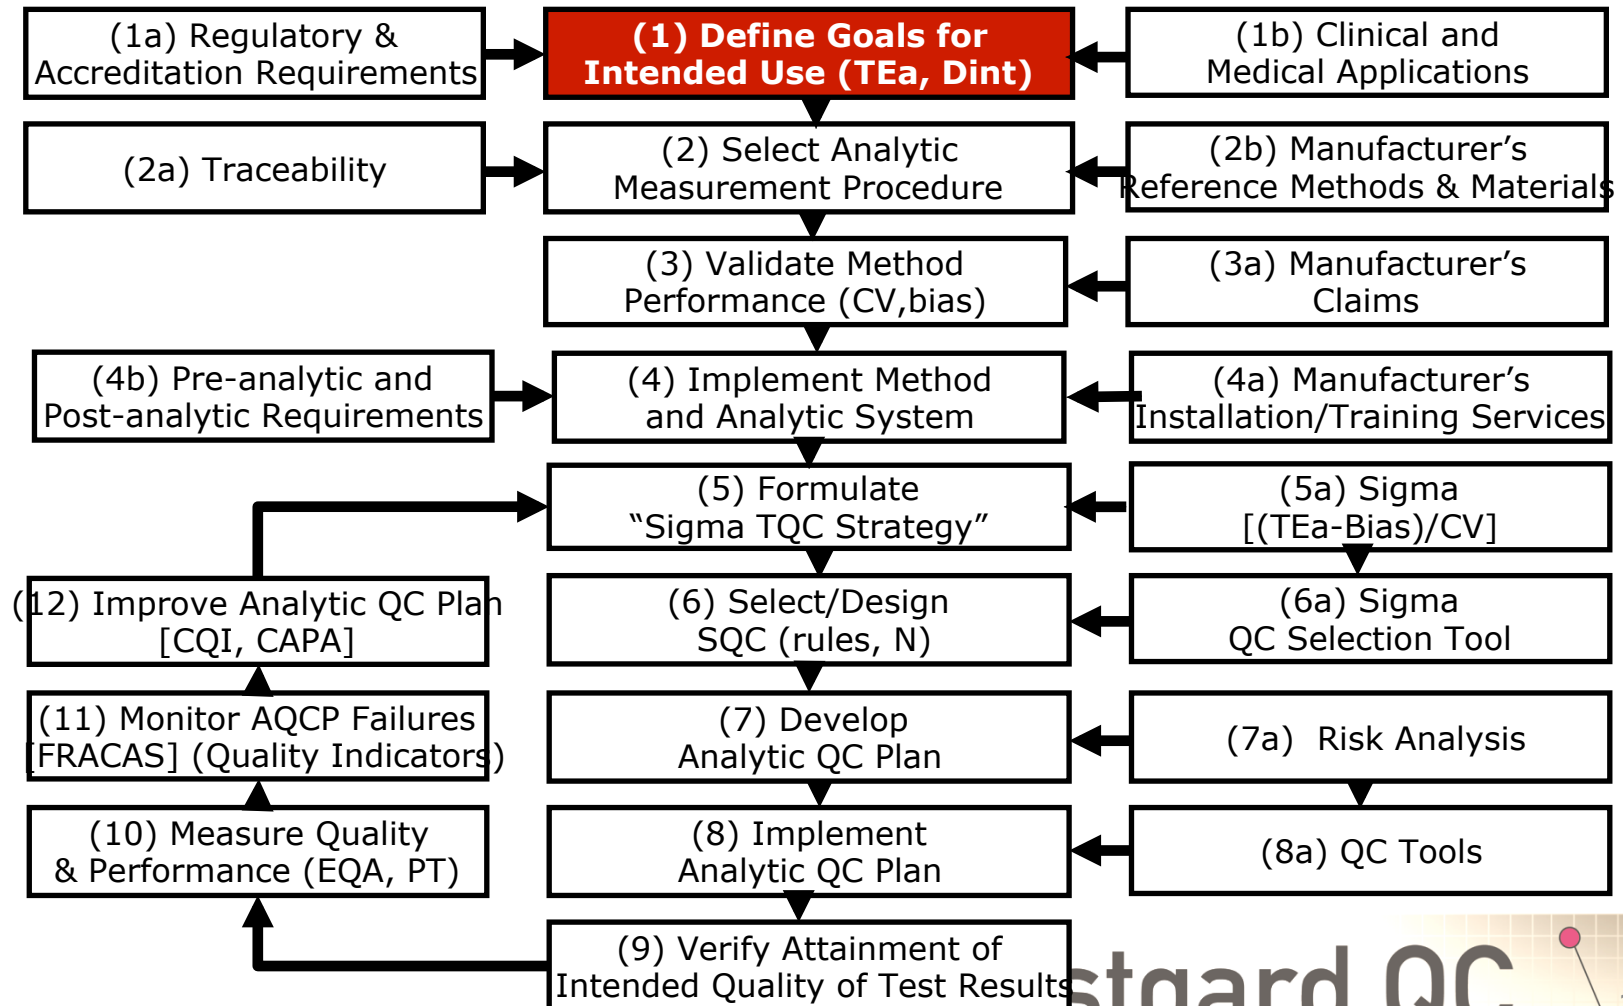 (1a) Regulatory &
Accreditation Requirements
(1) Define Goals for
Intended Use (TEa, Dint)
(1b) Clinical and
Medical Applications
(2a) Traceability
(2) Select Analytic
Measurement Procedure
(2b) Manufacturer’s
Reference Methods & Materials
(3) Validate Method
Performance (CV,bias)
(3a) Manufacturer’s
Claims
(4b) Pre-analytic and
Post-analytic Requirements
(4) Implement Method
and Analytic System
(4a) Manufacturer’s
Installation/Training Services
(5) Formulate
“Sigma TQC Strategy”
(5a) Sigma
[(TEa-Bias)/CV]
(12) Improve Analytic QC Plan
[CQI, CAPA]
(6) Select/Design
SQC (rules, N)
(6a) Sigma
QC Selection Tool
(11) Monitor AQCP Failures
[FRACAS] (Quality Indicators)
(7) Develop
Analytic QC Plan
(7a) Risk Analysis
(10) Measure Quality
& Performance (EQA, PT)
(8) Implement
Analytic QC Plan
(8a) QC Tools
(9) Verify Attainment of
Intended Quality of Test Results
stgard QC